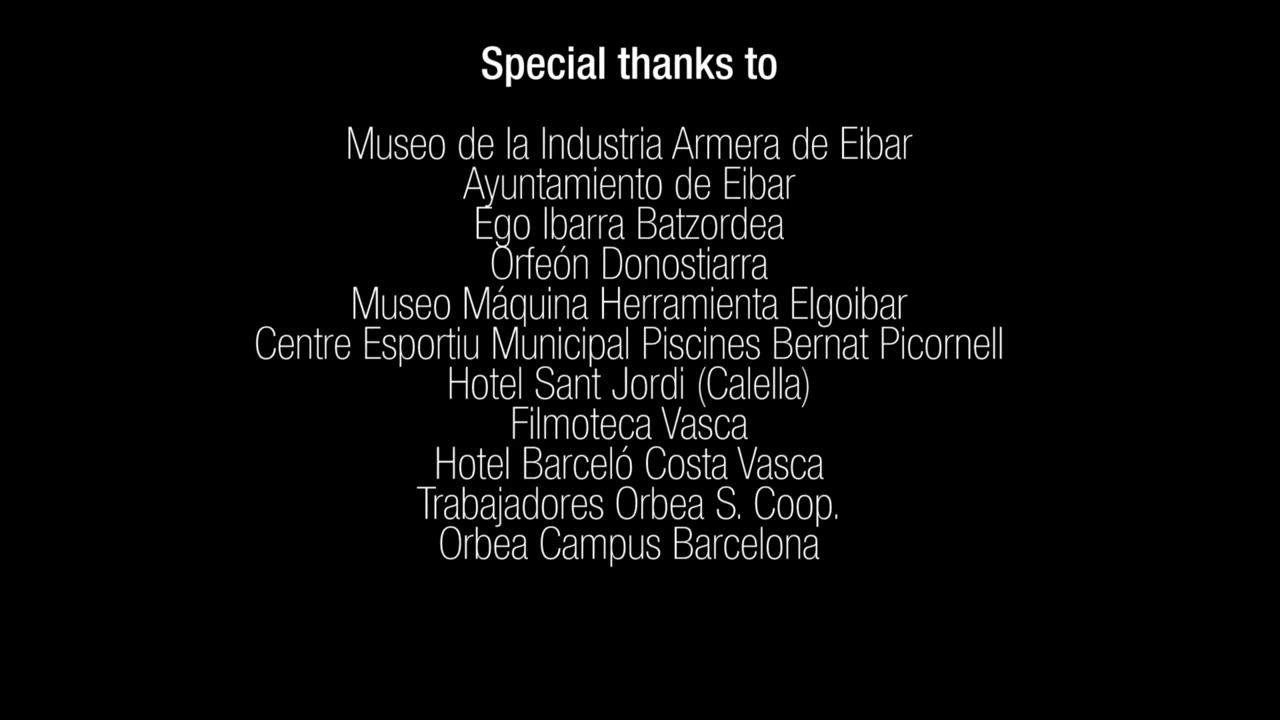 Special thanks to
Museo de la Industria Armera de Eibar
Ayuntamiento de Eibar
Ego Ibarra Batzordea
Orfeón Donostiarra
Museo Máquina Herramienta Elgoibar
Centre Esportiu Municipal Piscines Bernat Picornell
Hotel Sant Jordi (Calella)
Filmoteca Vasca
Hotel Barceló Costa Vasca
Trabajadores Orbea S. Coop.
Orbea Campus Barcelona